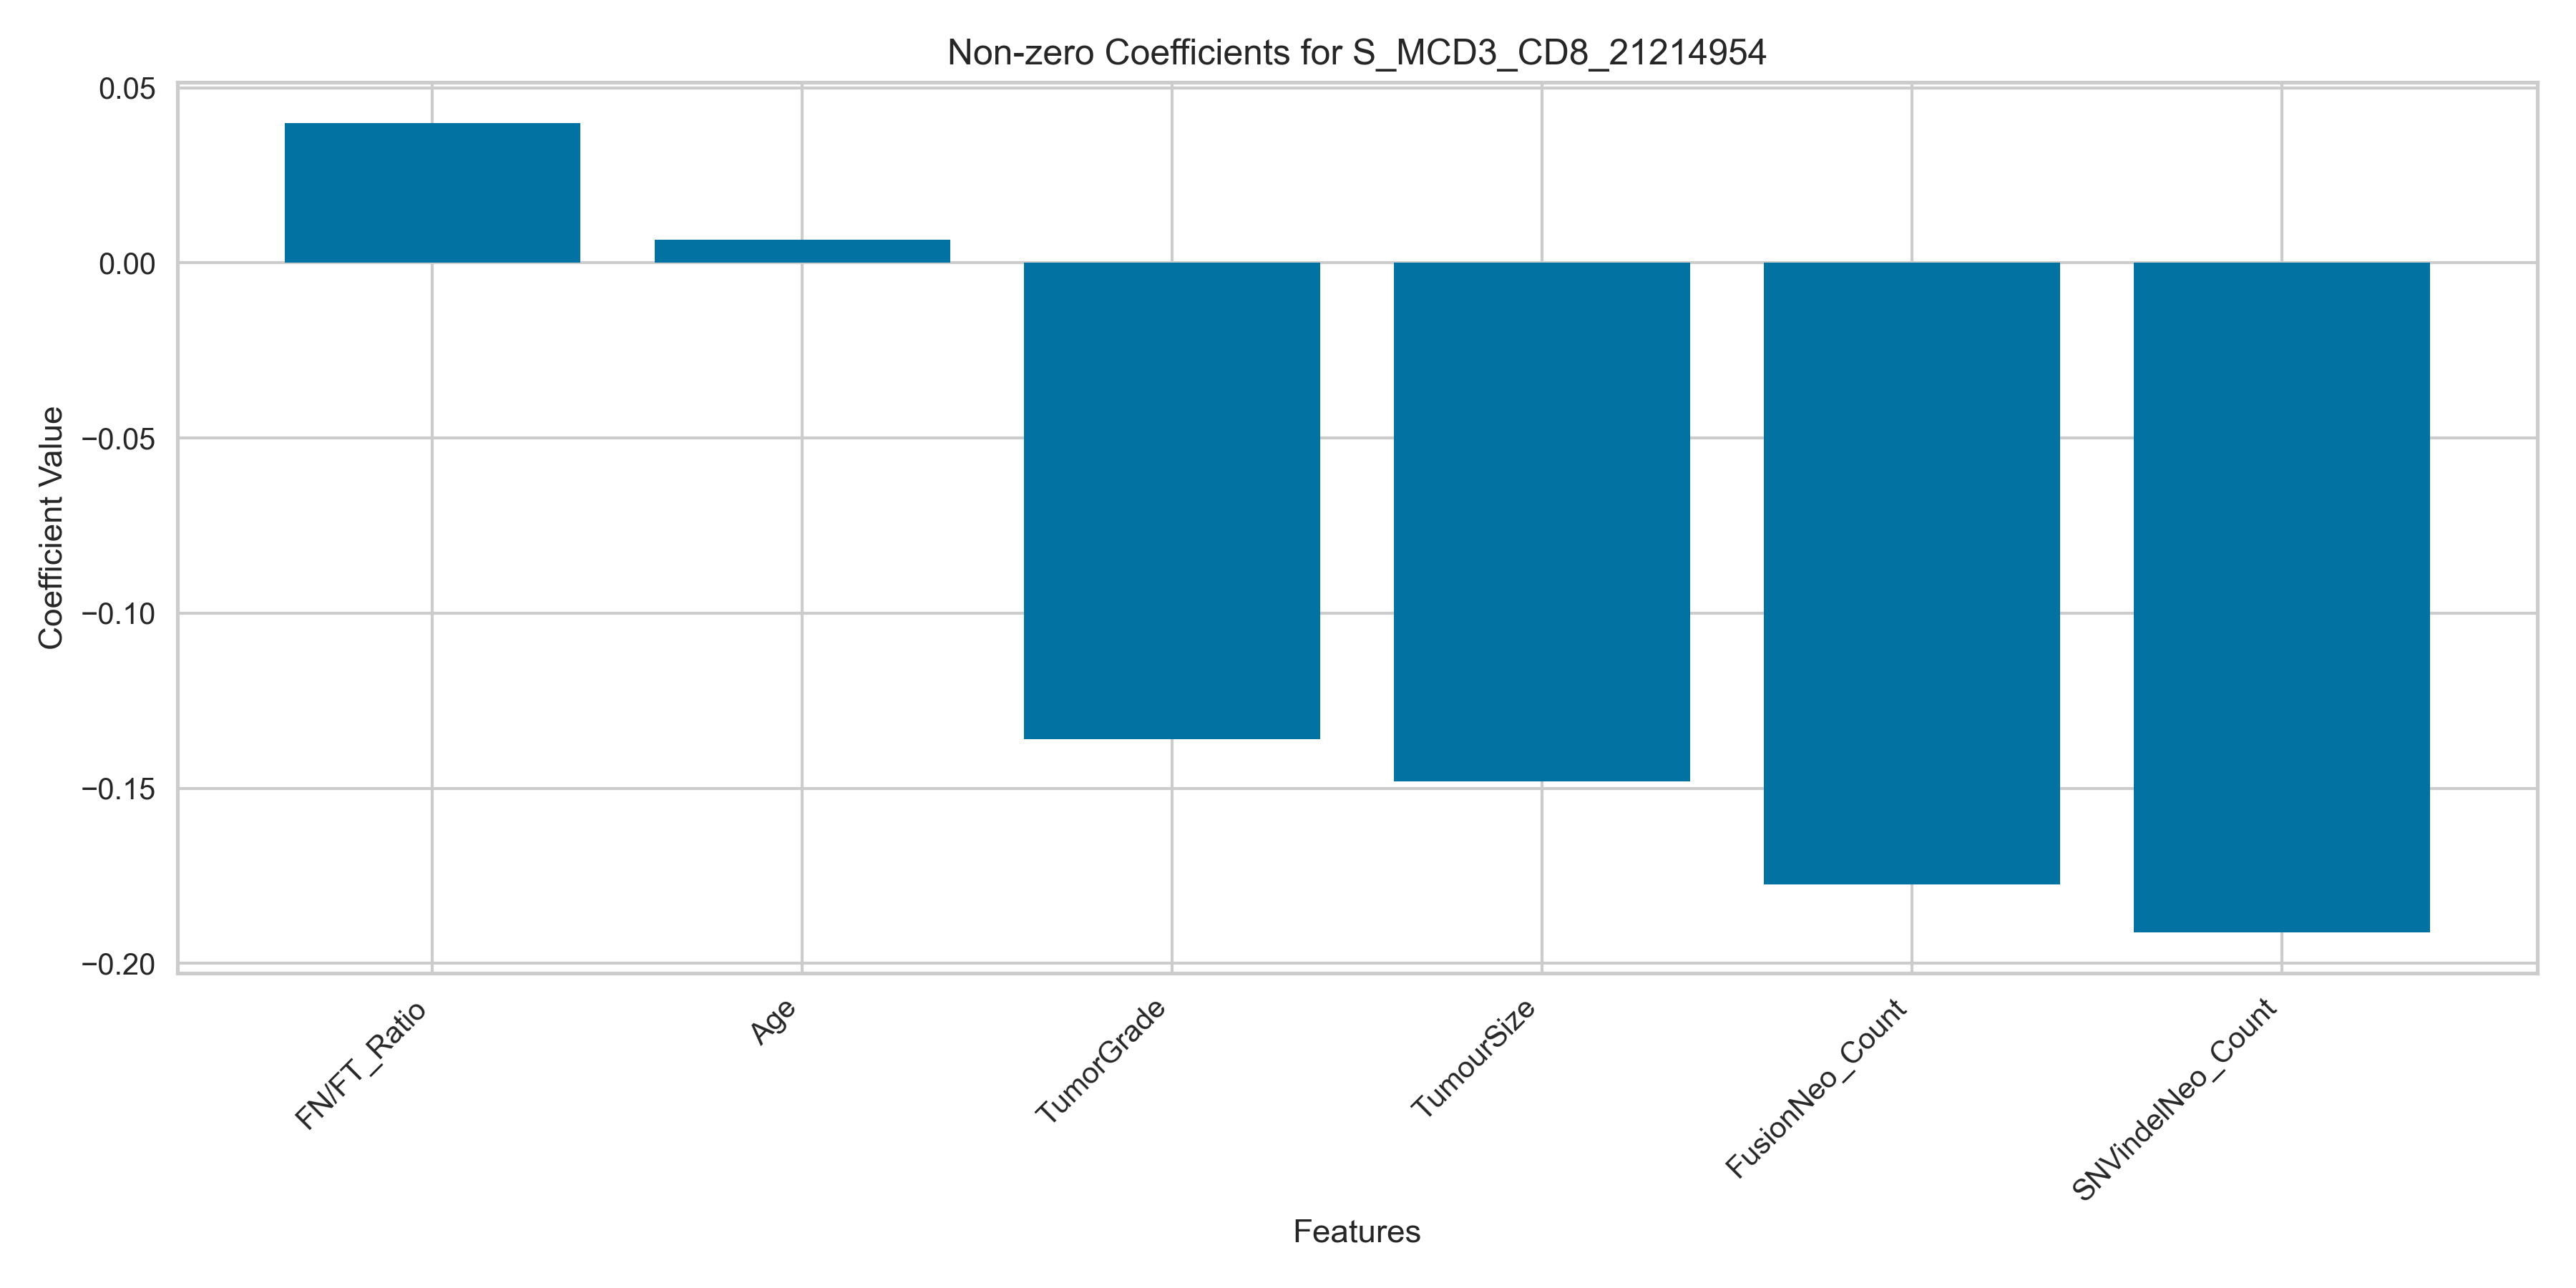 Non-zero Coefficients for S_MCD3_CD8_21214954
0.05
0.00
−0.05
−0.10
−0.15
−0.20
Coefficient Value
FN/FT_Ratio
Age
TumorGrade
TumourSize
FusionNeo_Count
SNVindelNeo_Count
Features